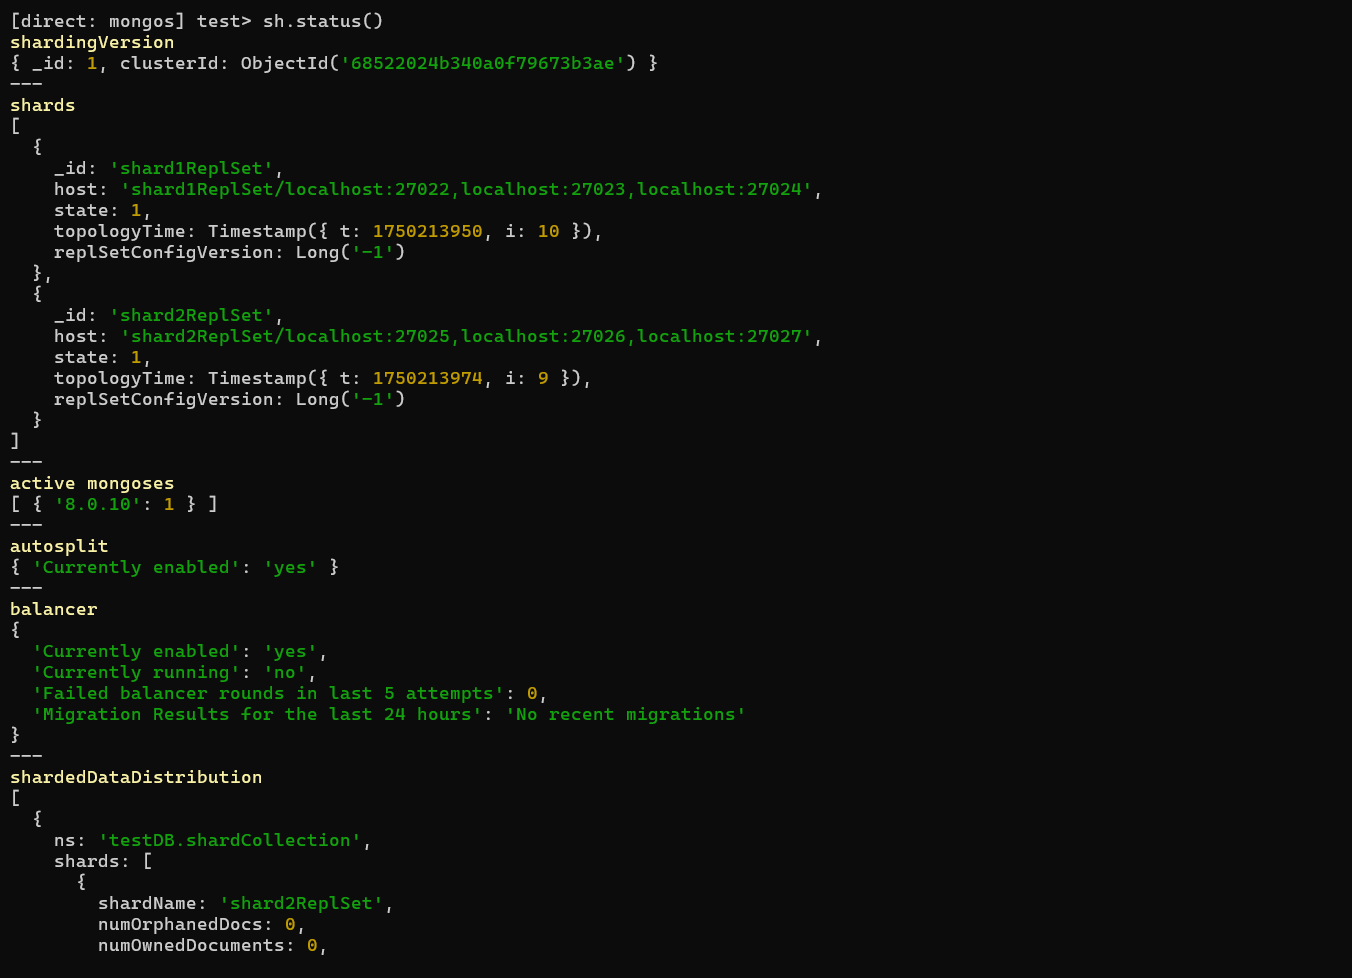 [direct: mongos] test> sh.status()
shardingVersion
{ _id: 1, clusterId: ObjectId('68522024b340a0f79673b3ae') }
---
shards
[
  {
    _id: 'shard1ReplSet',
    host: 'shard1ReplSet/localhost:27022,localhost:27023,localhost:27024',
    state: 1,
    topologyTime: Timestamp({ t: 1750213950, i: 10 }),
    replSetConfigVersion: Long('-1')
  },
  {
    _id: 'shard2ReplSet',
    host: 'shard2ReplSet/localhost:27025,localhost:27026,localhost:27027',
    state: 1,
    topologyTime: Timestamp({ t: 1750213974, i: 9 }),
    replSetConfigVersion: Long('-1')
  }
]
---
active mongoses
[ { '8.0.10': 1 } ]
---
autosplit
{ 'Currently enabled': 'yes' }
---
balancer
{
  'Currently enabled': 'yes',
  'Currently running': 'no',
  'Failed balancer rounds in last 5 attempts': 0,
  'Migration Results for the last 24 hours': 'No recent migrations'
}
---
shardedDataDistribution
[
  {
    ns: 'testDB.shardCollection',
    shards: [
      {
        shardName: 'shard2ReplSet',
        numOrphanedDocs: 0,
        numOwnedDocuments: 0,